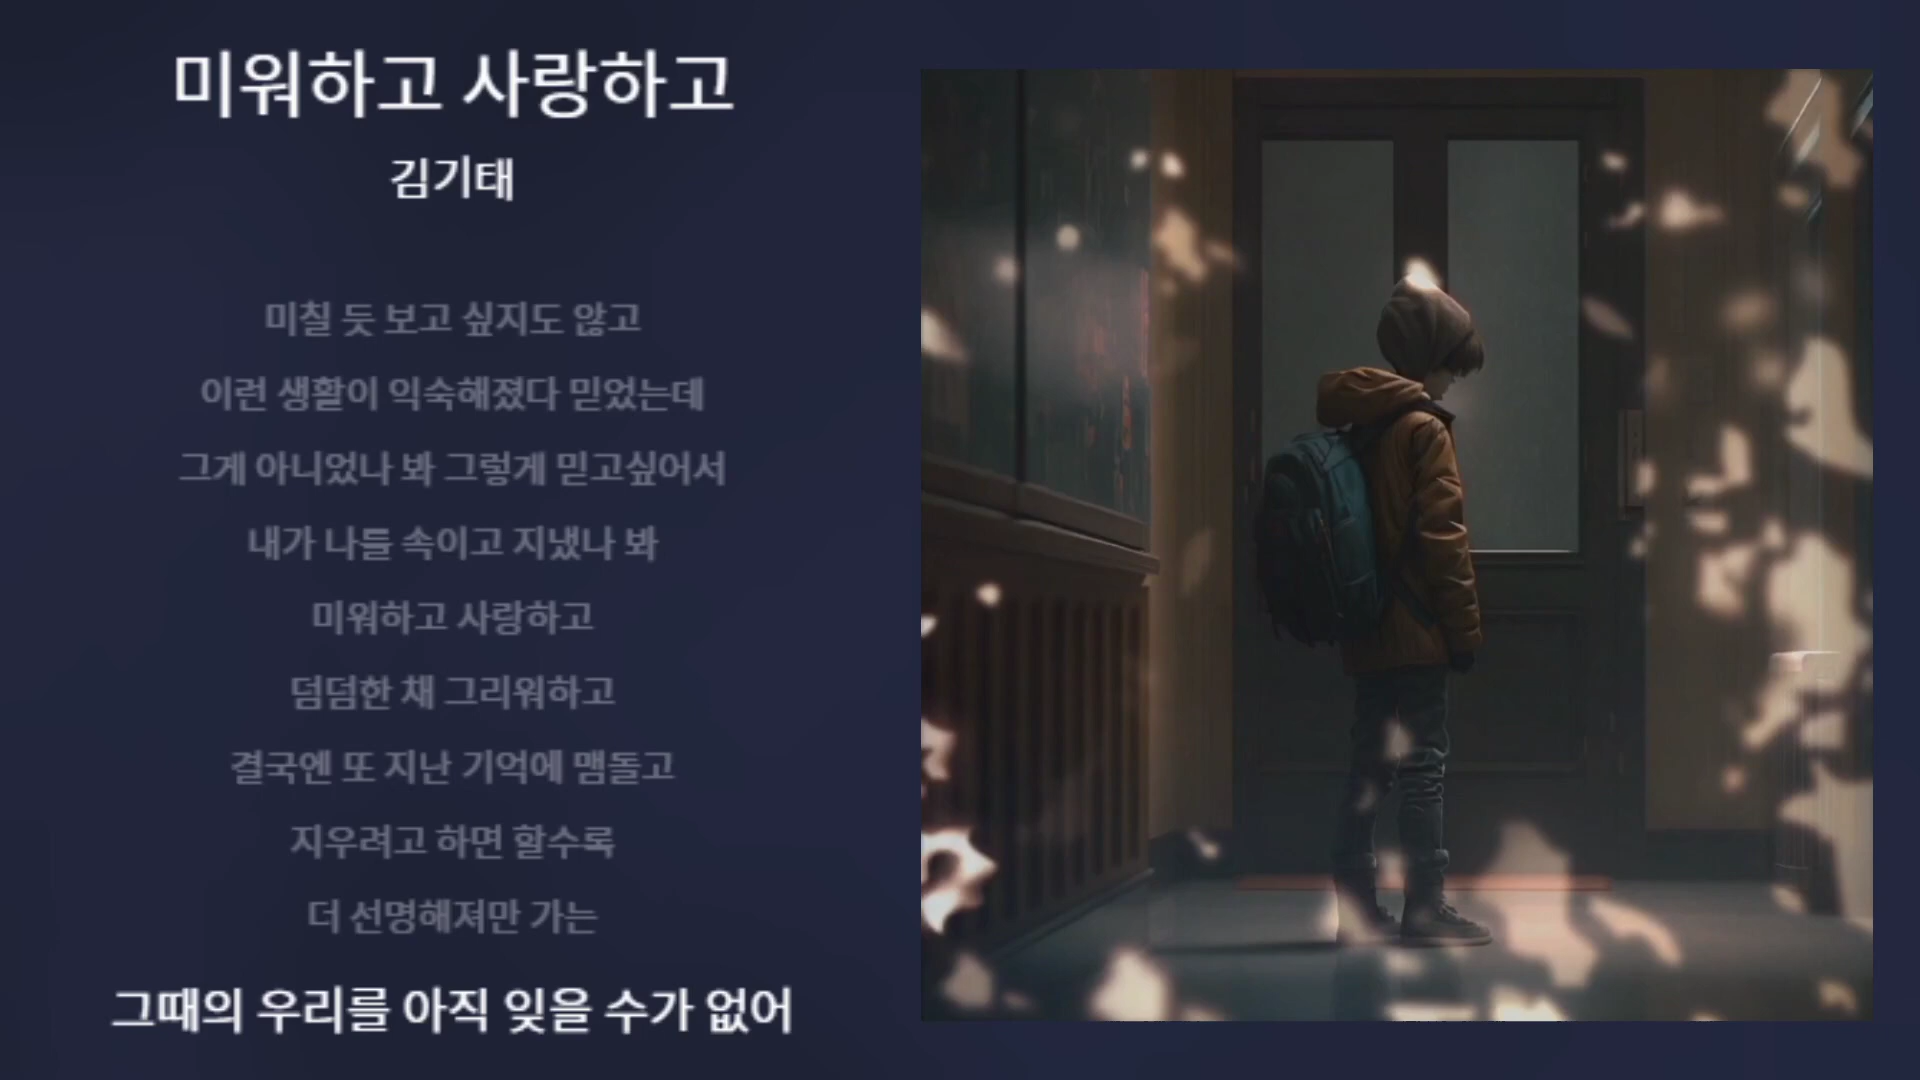 미워하고 사랑하고
김기태
미칠 듯 보고 싶지도 않고
이런 생활이 익숙해졌다 믿었는데
그게 아니었나 봐 그렇게 믿고싶어서
내가 나를 속이고 지냈나 봐
미워하고 사랑하고
덤덤한 채 그리워하고
결국엔 또 지난 기억에 맴돌고
지우려고 하면 할수록
더 선명해져만 가는
그때의 우리를 아직 잊을 수가 없어